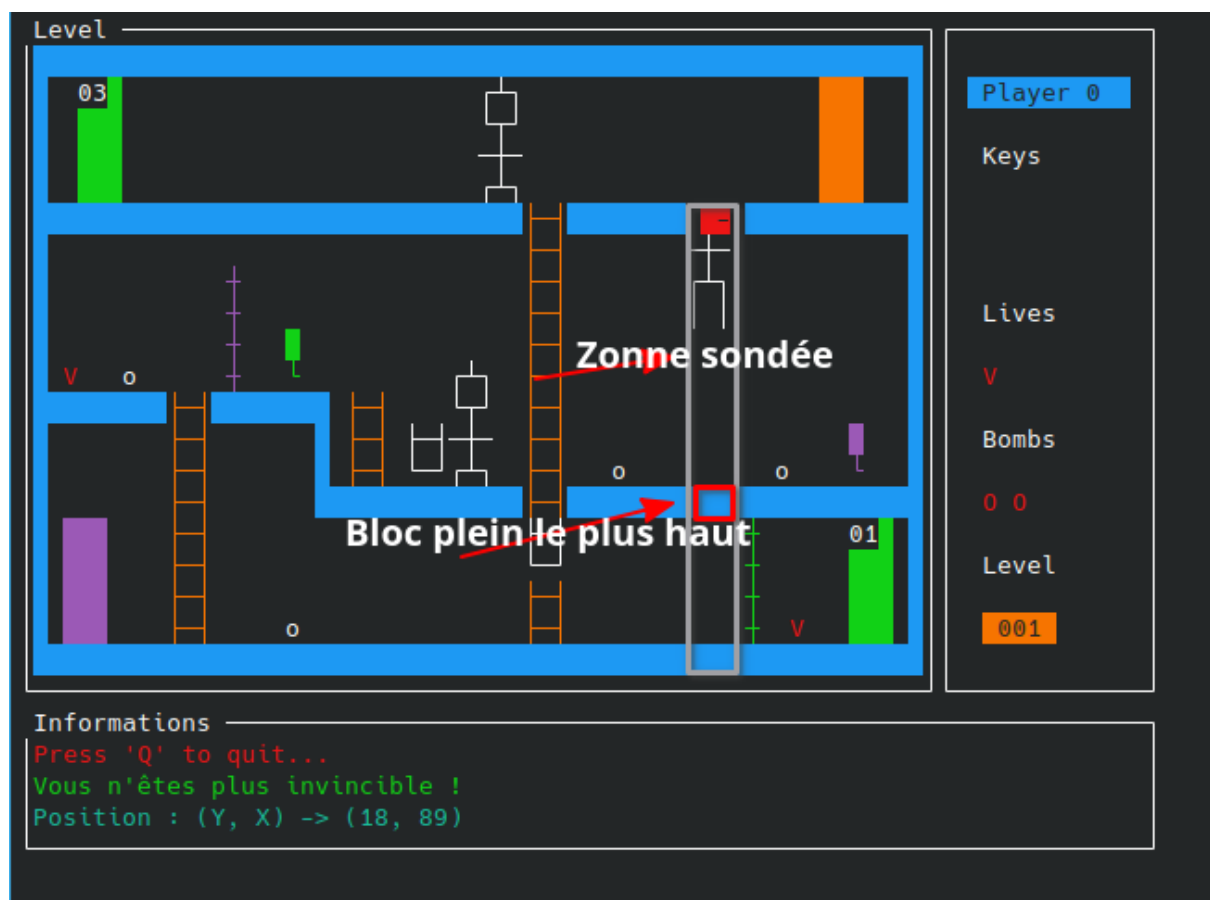 Level
03
Player 0
Keys
Lives
Zonne sondée
V o
V
Bombs
o o
O O
Bloc plein le plus haut
01
Level
o V
001
Informations
Press 'Q' to quit...
Vous n'êtes plus invincible !
Position : (Y, X) -> (18, 89)